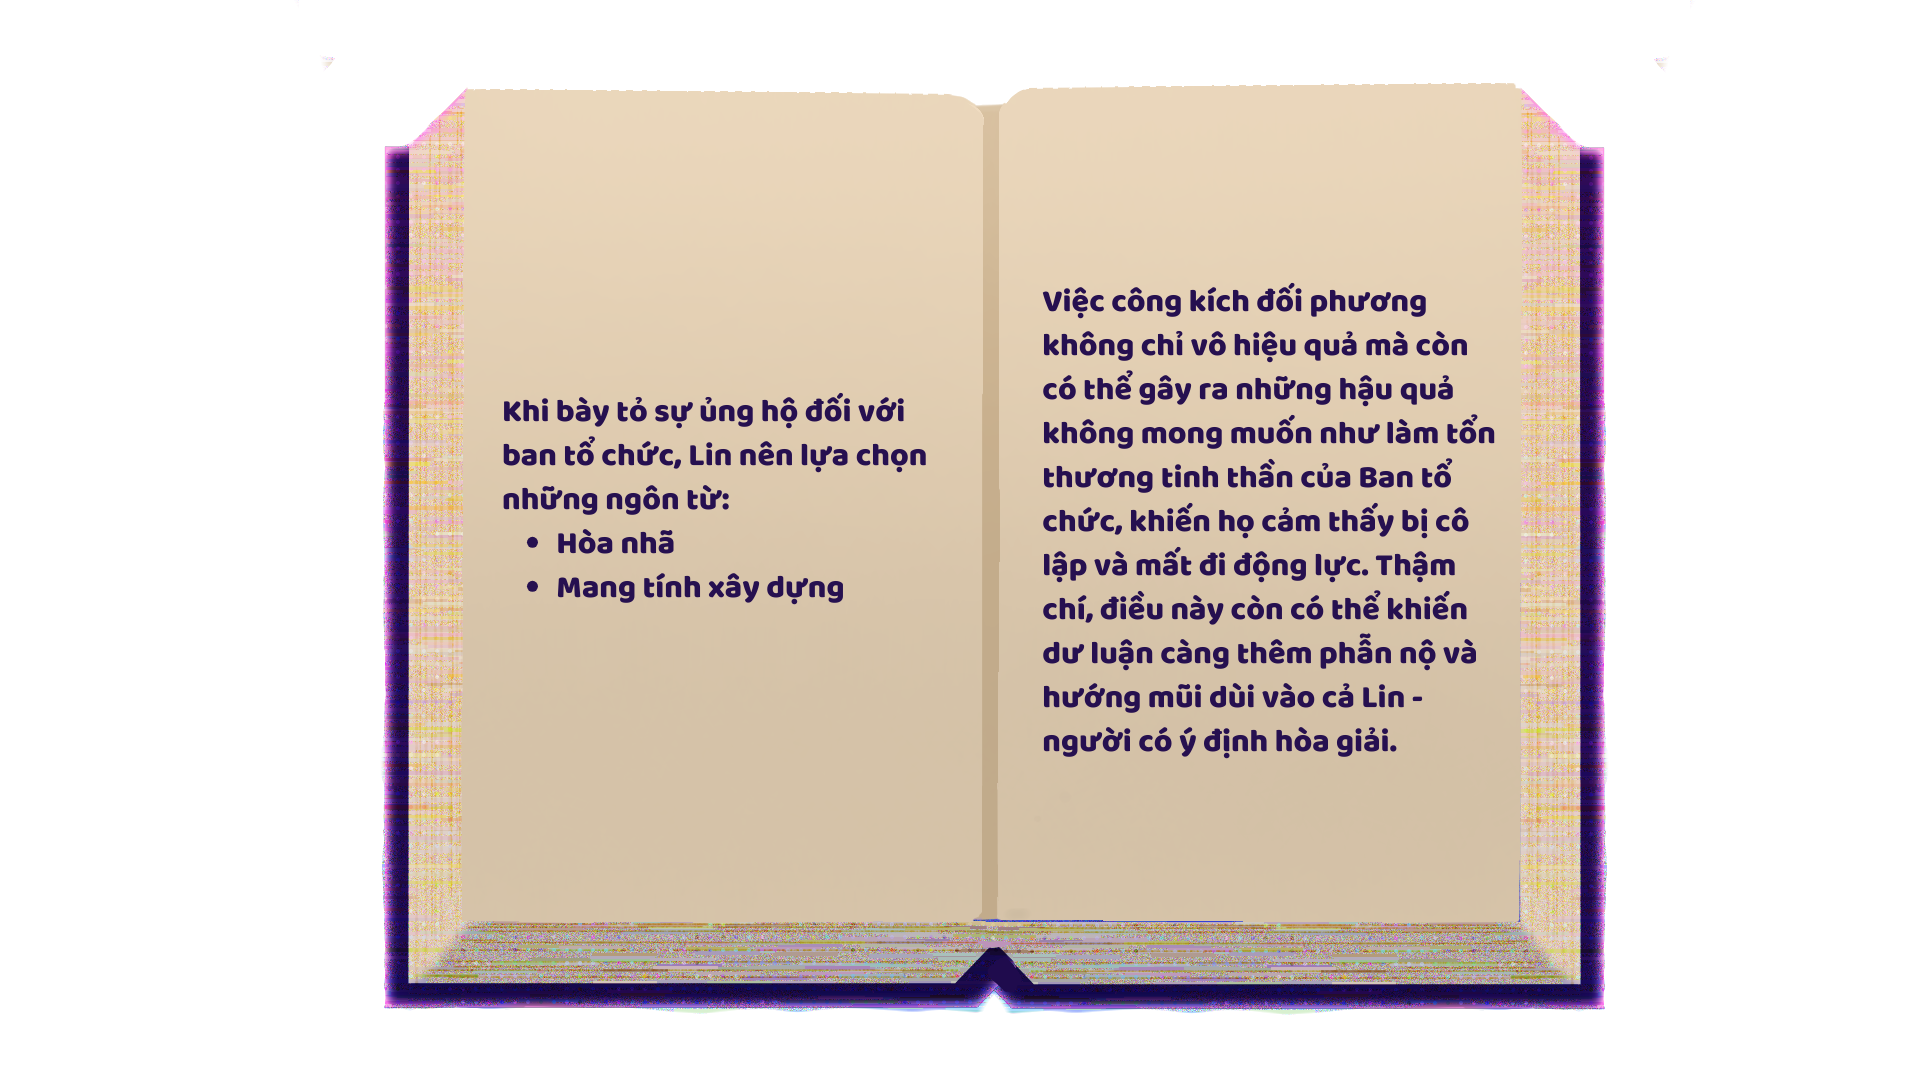 Khi bày tỏ sự ủng hộ đối với
ban tổ chức, Lin nên lựa chọn
những ngôn từ:
• Hòa nhã
• Mang tính xây dựng
Việc công kích đối phương
không chỉ vô hiệu quả mà còn
có thể gây ra những hậu quả
không mong muốn như làm tổn
thương tinh thần của Ban tổ
chức, khiến họ cảm thấy bị cô
lập và mất đi động lực. Thậm
chí, điều này còn có thể khiến
dư luận càng thêm phẫn nộ và
hướng mũi dùi vào cả Lin -
người có ý định hòa giải.